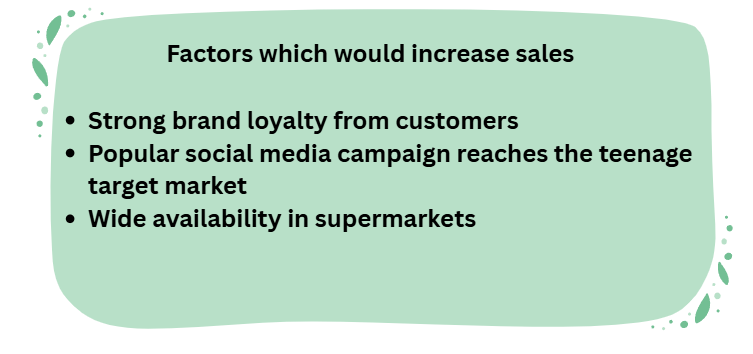 Factors which would increase sales
• Strong brand loyalty from customers
• Popular social media campaign reaches the teenage
target market
• Wide availability in supermarkets